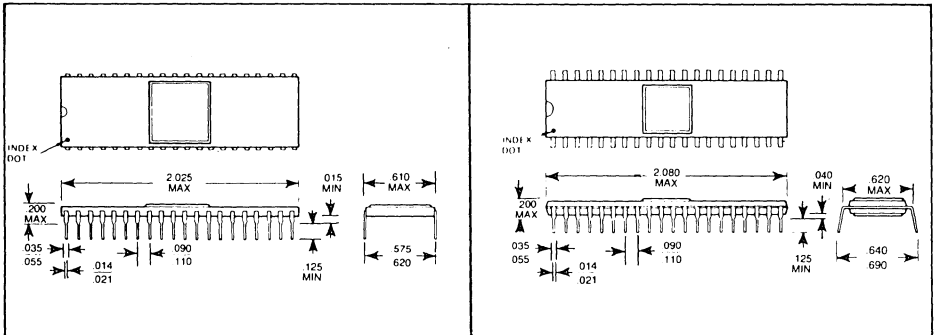 INDEX
DOT
2.025
MAX
.015
MIN
.610
MAX
.200
MAX
.035
.055
.014
.021
.090
.110
.125
MIN
.575
.620
INDEX
DOT
2.080
MAX
.040
MIN
.620
MAX
.200
MAX
.035
.055
.014
.021
.090
.110
.125
MIN
.640
.690